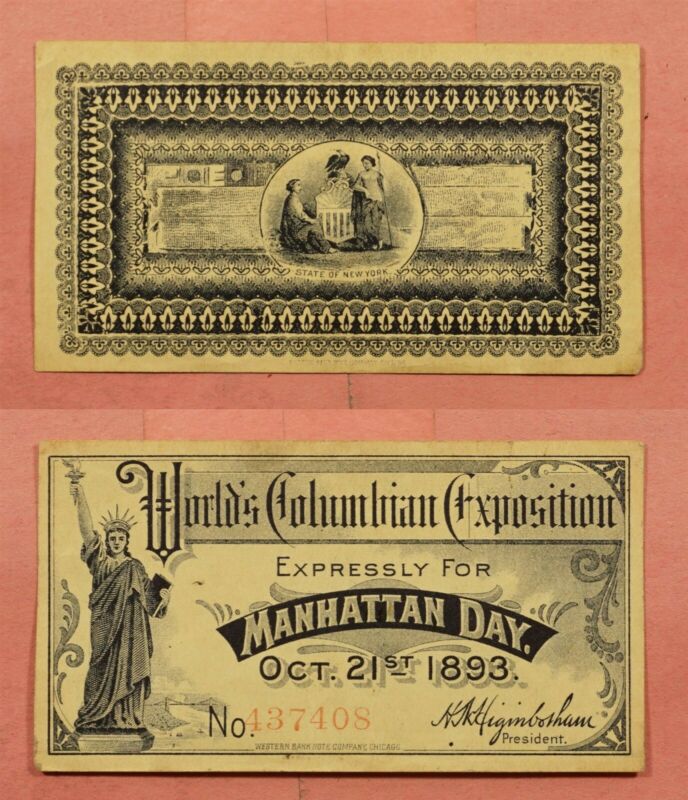 STATE OF NEW YORK
World's Columbian Exposition
EXPRESSLY FOR
MANHATTAN DAY.
OCT. 21ST 1893.
No. 437408
H. N. Higinbotham
President.
WESTERN BANK NOTE COMPANY, CHICAGO.